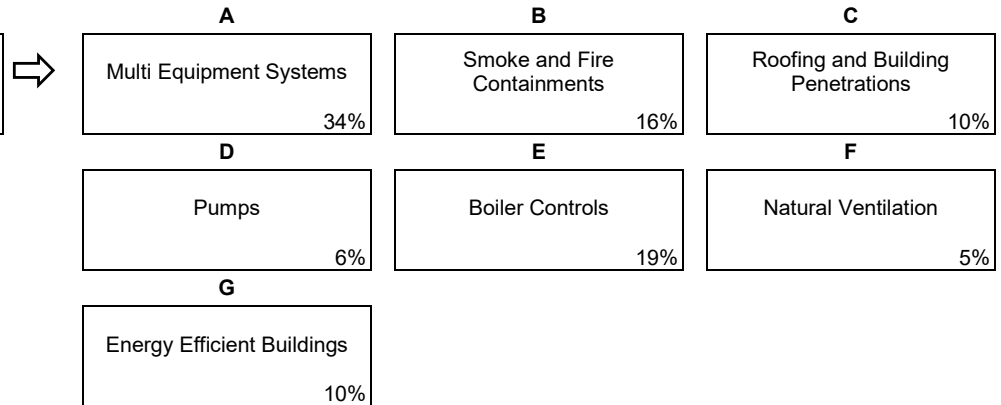 A
Multi Equipment Systems
34%
B
Smoke and Fire
Containments
16%
C
Roofing and Building
Penetrations
10%
D
Pumps
6%
E
Boiler Controls
19%
F
Natural Ventilation
5%
G
Energy Efficient Buildings
10%